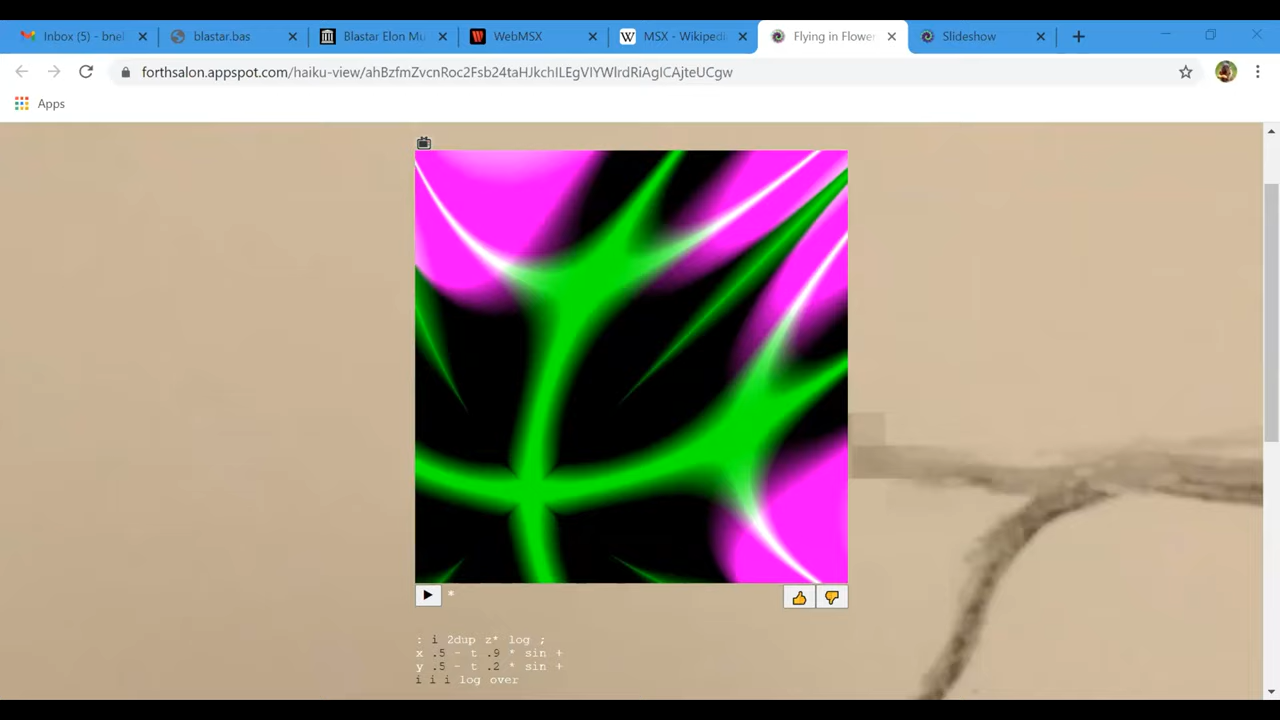 Inbox (5) - bnel
blastar.bas
Blastar Elon Mu
WebMSX
MSX - Wikipedi
Flying in Flower
Slideshow
forthsalon.appspot.com/haiku-view/ahBzfmZvcnRoc2Fsb24taHJkchILEgVIYWlrdRiAgICAjteUCgw
Apps
*
: i 2dup z* log ;
x .5 - t .9 * sin +
y .5 - t .2 * sin +
i i i log over